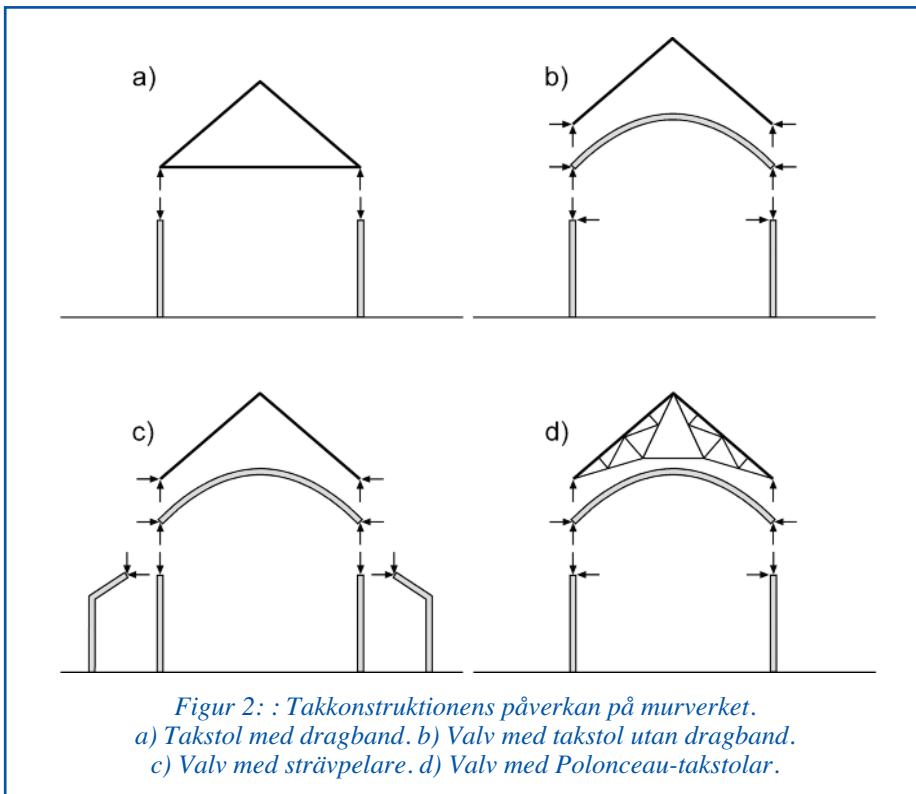 a)
b)
c)
d)
Figur 2: : Takkonstruktionens påverkan på murverket.
a) Takstol med dragband. b) Valv med takstol utan dragband.
c) Valv med strävpelare. d) Valv med Polonceau-takstolar.